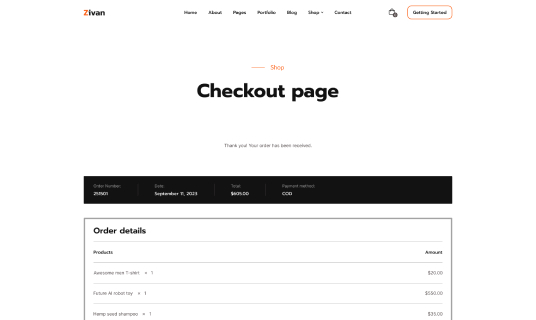 Zivan
Home About Pages Portfolio Blog Shop Contact Getting Started
Shop
Checkout page
Thank you! Your order has been received.
Order Number: Date: Total: Payment method:
251501 September 11, 2023 $605.00 COD
Order details
Products Amount
Awesome men T-shirt × 1 $20.00
Future AI robot toy × 1 $550.00
Hemp seed shampoo × 1 $35.00